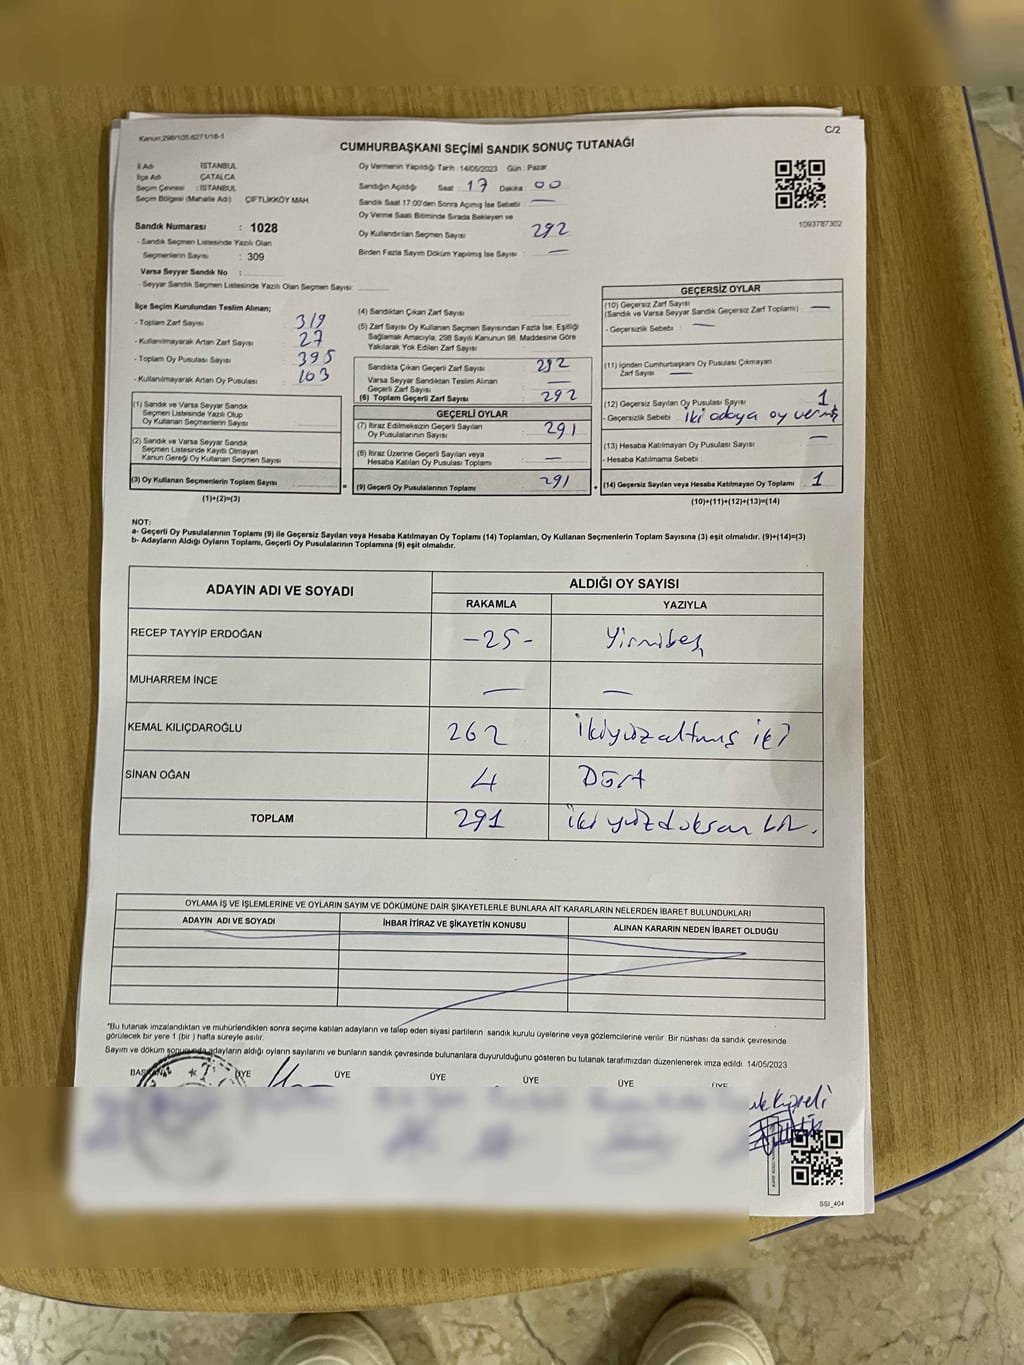 Kanun:298/105:6271/18-1
C/2
CUMHURBAŞKANI SEÇİMİ SANDIK SONUÇ TUTANAĞI
İl Adı : İSTANBUL
İlçe Adı : ÇATALCA
Seçim Çevresi : İSTANBUL
Seçim Bölgesi (Mahalle Adı) ÇİFTLİKKÖY MAH.
Sandık Numarası : 1028
- Sandık Seçmen Listesinde Yazılı Olan
Seçmenlerin Sayısı : 309
Varsa Seyyar Sandık No :
- Seyyar Sandık Seçmen Listesinde Yazılı Olan Seçmen Sayısı:
Oy Vermenin Yapıldığı Tarih :14/05/2023 Gün : Pazar
Sandığın Açıldığı Saat : 17 Dakika 00
Sandık Saat 17.00'den Sonra Açımış İse Sebebi —
Oy Verme Saati Bitiminde Sırada Bekleyen ve
Oy Kullandırılan Seçmen Sayısı 292
Birden Fazla Sayım Döküm Yapılmış İse Sayısı : —
1093787302
İlçe Seçim Kurulundan Teslim Alınan;
- Toplam Zarf Sayısı 319
- Kullanılmayarak Artan Zarf Sayısı : 27
- Toplam Oy Pusulası Sayısı : 395
- Kullanılmayarak Artan Oy Pusulası : 103
(1) Sandık ve Varsa Seyyar Sandık
Seçmen Listesinde Yazılı Olup
Oy Kullanan Seçmenlerin Sayısı :
(2) Sandık ve Varsa Seyyar Sandık
Seçmen Listesinde Kayıtlı Olmayan
Kanun Gereği Oy Kullanan Seçmen Sayısı :
(3) Oy Kullanan Seçmenlerin Toplam Sayısı :
(1)+(2)=(3)
(4) Sandıktan Çıkan Zarf Sayısı :
(5) Zarf Sayısı Oy Kullanan Seçmen Sayısından Fazla İse, Eşitliği
Sağlamak Amacıyla, 298 Sayılı Kanunun 98. Maddesine Göre
Yakılarak Yok Edilen Zarf Sayısı :
Sandıkta Çıkan Geçerli Zarf Sayısı : 292
Varsa Seyyar Sandıktan Teslim Alınan
Geçerli Zarf Sayısı : —
(6) Toplam Geçerli Zarf Sayısı : 292
GEÇERLİ OYLAR
(7) İtiraz Edilmeksizin Geçerli Sayılan
Oy Pusulalarının Sayısı : 291
(8) İtiraz Üzerine Geçerli Sayılan veya
Hesaba Katılan Oy Pusulası Toplamı : —
= (9) Geçerli Oy Pusulalarının Toplamı : 291 +
GEÇERSİZ OYLAR
(10) Geçersiz Zarf Sayısı
(Sandık ve Varsa Seyyar Sandık Geçersiz Zarf Toplamı) : —
- Geçersizlik Sebebi : —
(11) İçinden Cumhurbaşkanı Oy Pusulası Çıkmayan
Zarf Sayısı : —
(12) Geçersiz Sayılan Oy Pusulası Sayısı : 1
- Geçersizlik Sebebi : iki adaya oy vermiş
(13) Hesaba Katılmayan Oy Pusulası Sayısı : —
- Hesaba Katılmama Sebebi :
(14) Geçersiz Sayılan veya Hesaba Katılmayan Oy Toplamı : 1
(10)+(11)+(12)+(13)=(14)
NOT:
a- Geçerli Oy Pusulalarının Toplamı (9) ile Geçersiz Sayılan veya Hesaba Katılmayan Oy Toplamı (14) Toplamları, Oy Kullanan Seçmenlerin Toplam Sayısına (3) eşit olmalıdır. (9)+(14)=(3)
b- Adayların Aldığı Oyların Toplamı, Geçerli Oy Pusulalarının Toplamına (9) eşit olmalıdır.
ADAYIN ADI VE SOYADI
ALDIĞI OY SAYISI
RAKAMLA YAZIYLA
RECEP TAYYİP ERDOĞAN -25- Yirmibeş
MUHARREM İNCE — —
KEMAL KILIÇDAROĞLU 262 İkiyüzaltmış iki
SİNAN OĞAN 4 Dört
TOPLAM 291 iki yüzdoksan bir.
OYLAMA İŞ VE İŞLEMLERİNE VE OYLARIN SAYIM VE DÖKÜMÜNE DAİR ŞİKAYETLERLE BUNLARA AİT KARARLARIN NELERDEN İBARET BULUNDUKLARI
ADAYIN ADI VE SOYADI İHBAR İTİRAZ VE ŞİKAYETİN KONUSU ALINAN KARARIN NEDEN İBARET OLDUĞU
*Bu tutanak imzalandıktan ve mühürlendikten sonra seçime katılan adayların ve talep eden siyasi partilerin sandık kurulu üyelerine veya gözlemcilerine verilir. Bir nüshası da sandık çevresinde
görülecek bir yere 1 (bir ) hafta süreyle asılır.
Sayım ve döküm sonucunda adayların aldığı oyların sayılarını ve bunların sandık çevresinde bulunanlara duyurulduğunu gösteren bu tutanak tarafımızdan düzenlenerek imza edildi. 14/05/2023
ÜYE ÜYE ÜYE ÜYE ÜYE ÜYE
SSİ_404